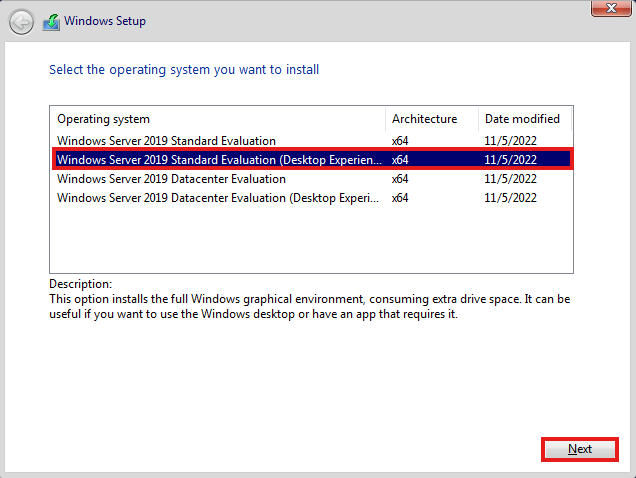 Windows Setup
Select the operating system you want to install
Operating system Architecture Date modified
Windows Server 2019 Standard Evaluation x64 11/5/2022
Windows Server 2019 Standard Evaluation (Desktop Experien... x64 11/5/2022
Windows Server 2019 Datacenter Evaluation x64 11/5/2022
Windows Server 2019 Datacenter Evaluation (Desktop Experi... x64 11/5/2022
Description:
This option installs the full Windows graphical environment, consuming extra drive space. It can be
useful if you want to use the Windows desktop or have an app that requires it.
Next